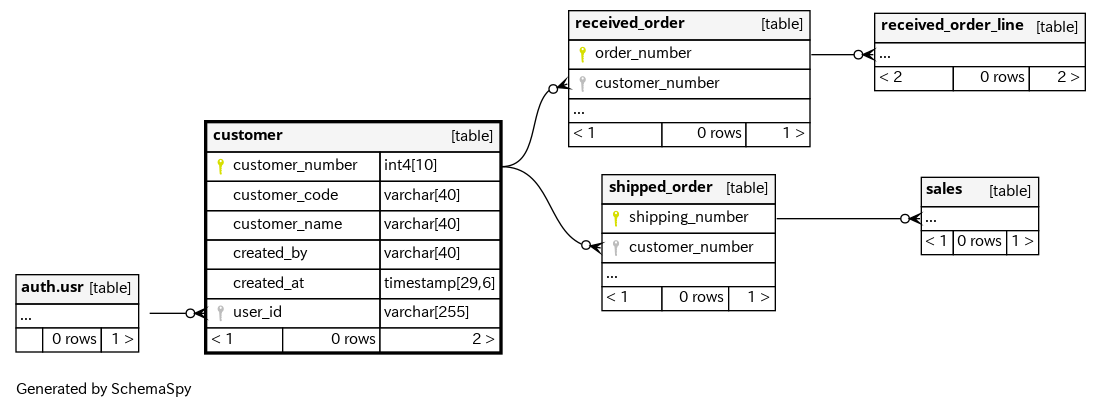 received_order [table]
order_number
customer_number
...
< 1 0 rows 1 >
received_order_line [table]
...
< 2 0 rows 2 >
customer [table]
customer_number int4[10]
customer_code varchar[40]
customer_name varchar[40]
created_by varchar[40]
created_at timestamp[29,6]
user_id varchar[255]
< 1 0 rows 2 >
shipped_order [table]
shipping_number
customer_number
...
< 1 0 rows 1 >
sales [table]
...
< 1 0 rows 1 >
auth.usr [table]
...
0 rows 1 >
Generated by SchemaSpy